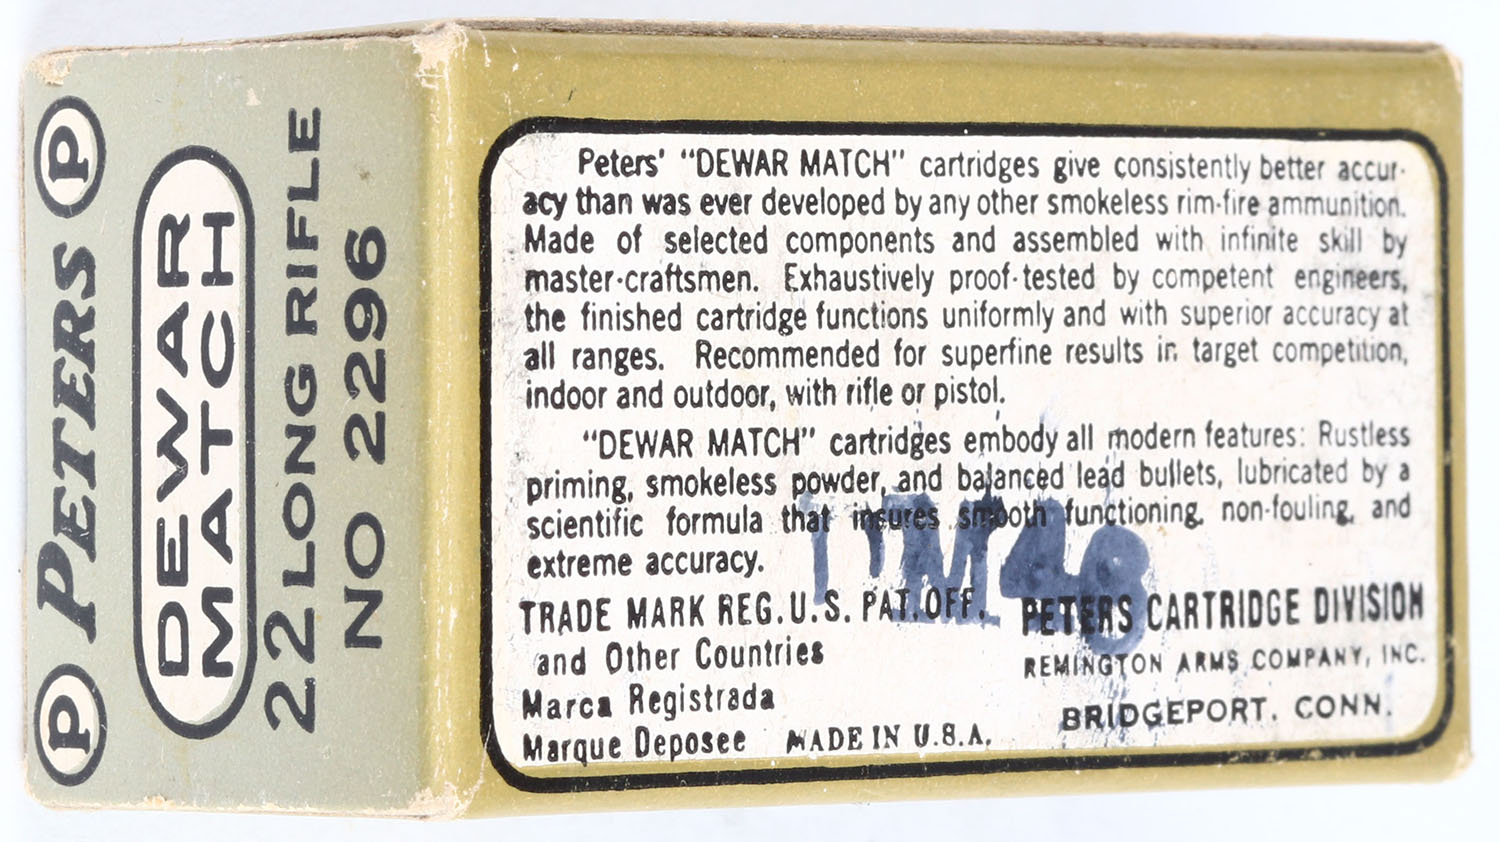 P PETERS P
DEWAR
MATCH
22 LONG RIFLE
NO 2296
Peters' "DEWAR MATCH" cartridges give consistently better accur-
acy than was ever developed by any other smokeless rim-fire ammunition.
Made of selected components and assembled with infinite skill by
master-craftsmen. Exhaustively proof-tested by competent engineers,
the finished cartridge functions uniformly and with superior accuracy at
all ranges. Recommended for superfine results in target competition,
indoor and outdoor, with rifle or pistol.
"DEWAR MATCH" cartridges embody all modern features: Rustless
priming, smokeless powder, and balanced lead bullets, lubricated by a
scientific formula that insures smooth functioning, non-fouling, and
extreme accuracy.
TRADE MARK REG. U.S. PAT. OFF.
and Other Countries
Marca Registrada
Marque Deposee MADE IN U.S.A.
PETERS CARTRIDGE DIVISION
REMINGTON ARMS COMPANY, INC.
BRIDGEPORT, CONN.